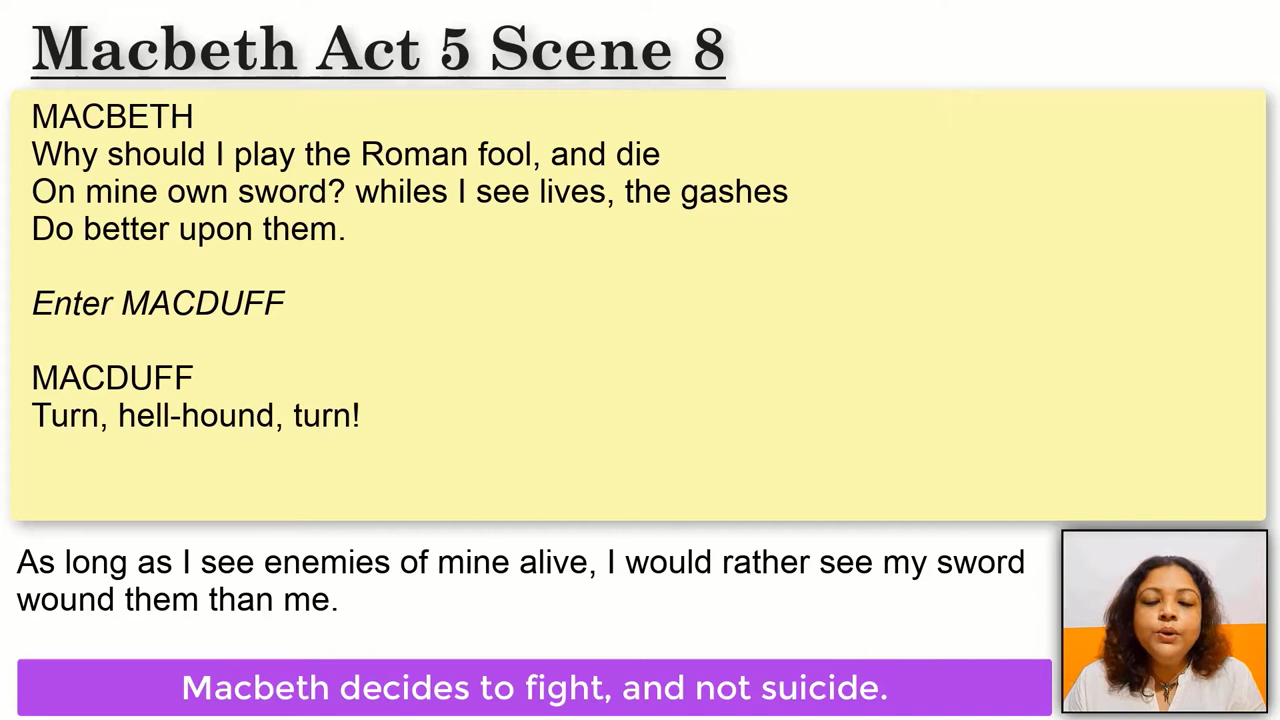 Macbeth Act 5 Scene 8
MACBETH
Why should I play the Roman fool, and die
On mine own sword? whiles I see lives, the gashes
Do better upon them.
Enter MACDUFF
MACDUFF
Turn, hell-hound, turn!
As long as I see enemies of mine alive, I would rather see my sword
wound them than me.
Macbeth decides to fight, and not suicide.